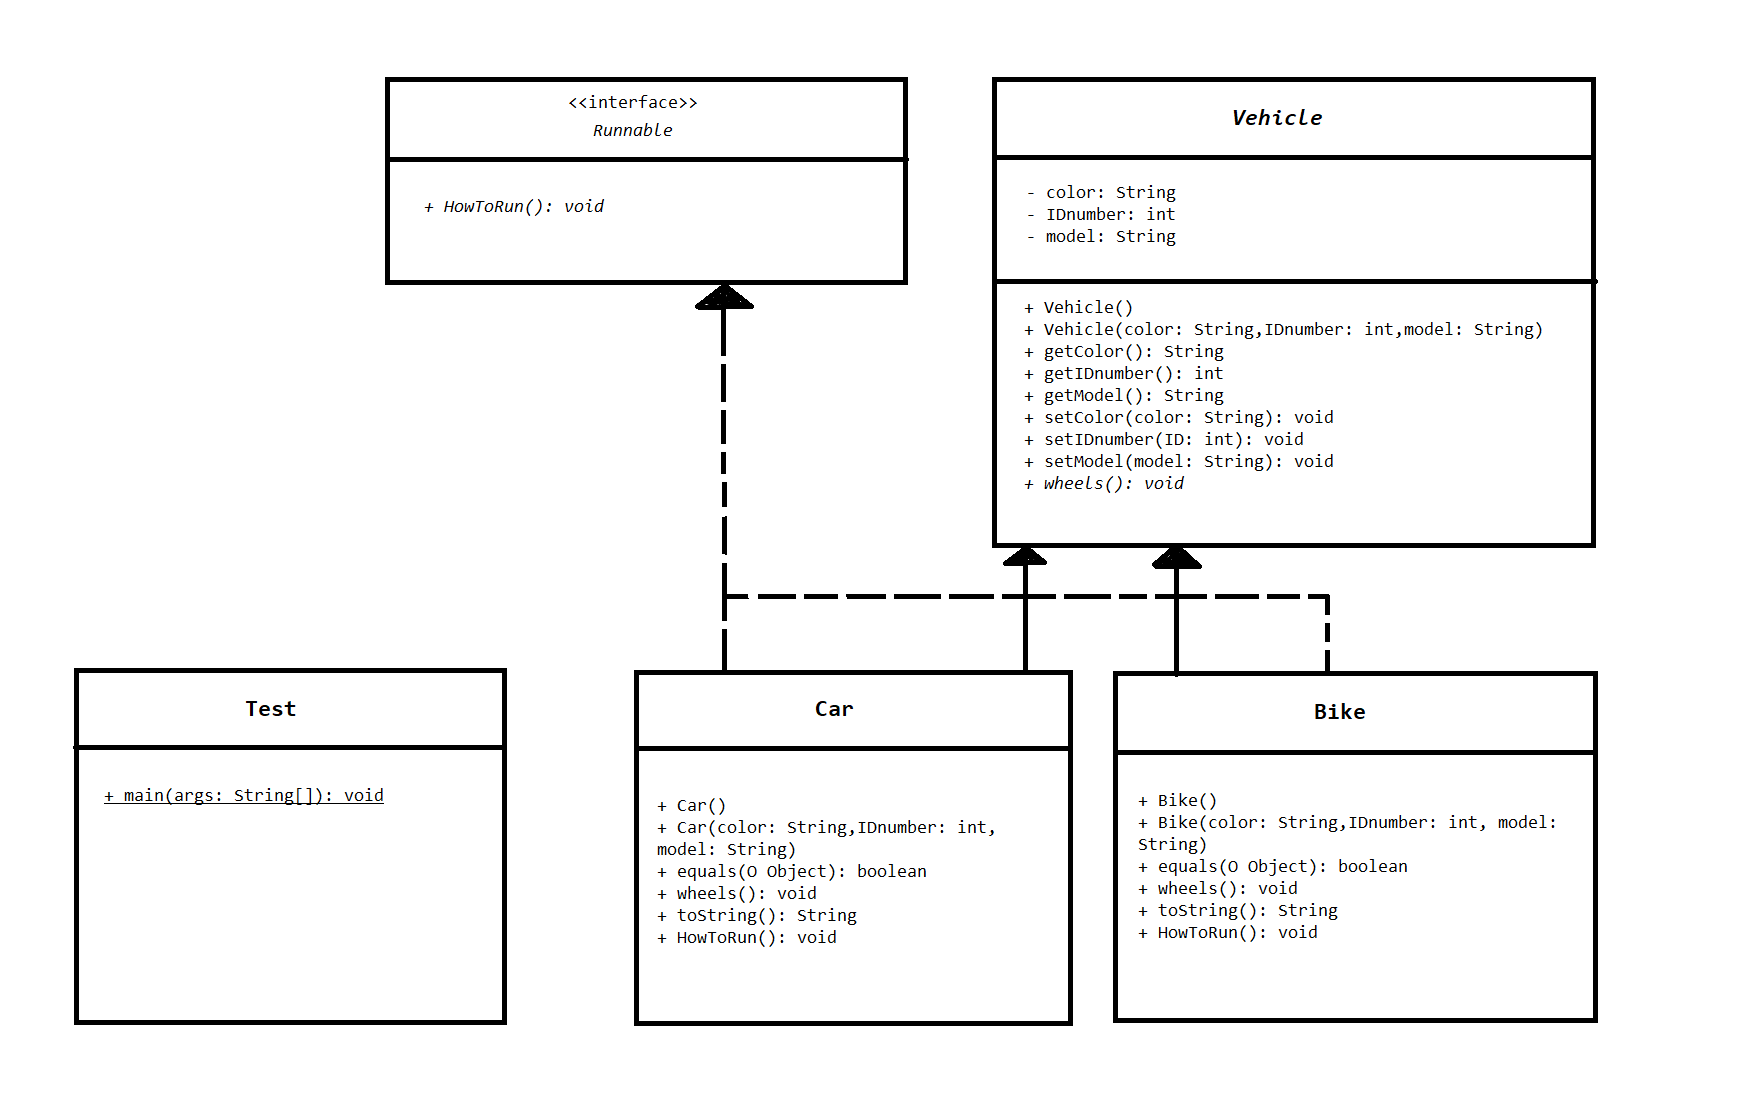 <<interface>>
Runnable
+ HowToRun(): void
Vehicle
- color: String
- IDnumber: int
- model: String
+ Vehicle()
+ Vehicle(color: String,IDnumber: int,model: String)
+ getColor(): String
+ getIDnumber(): int
+ getModel(): String
+ setColor(color: String): void
+ setIDnumber(ID: int): void
+ setModel(model: String): void
+ wheels(): void
Test
+ main(args: String[]): void
Car
+ Car()
+ Car(color: String,IDnumber: int,
model: String)
+ equals(O Object): boolean
+ wheels(): void
+ toString(): String
+ HowToRun(): void
Bike
+ Bike()
+ Bike(color: String,IDnumber: int, model:
String)
+ equals(O Object): boolean
+ wheels(): void
+ toString(): String
+ HowToRun(): void